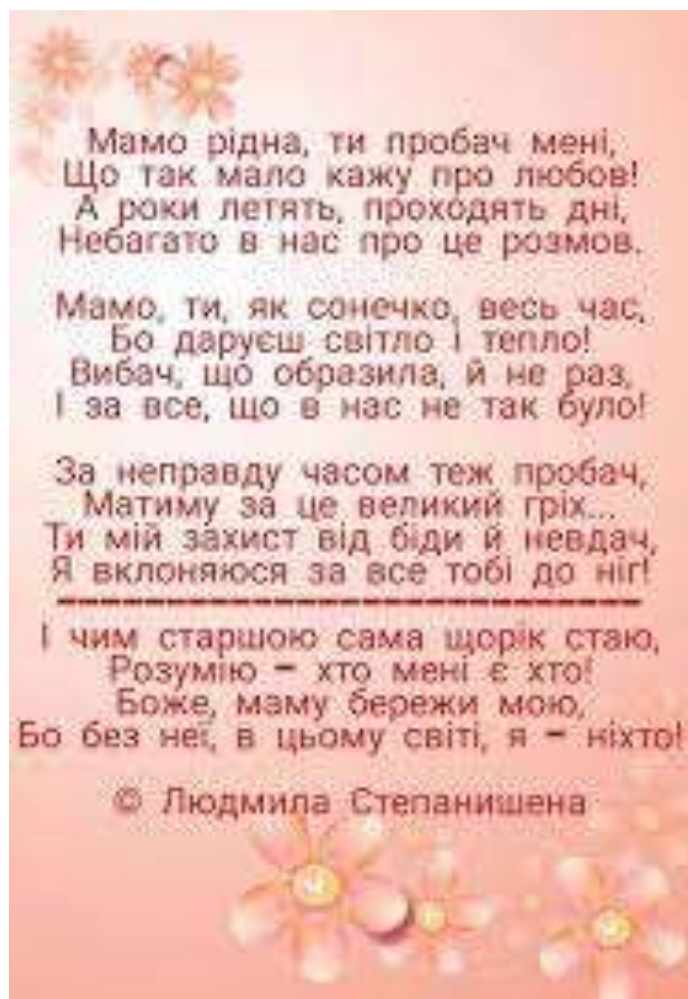 Мамо рідна, ти пробач мені,
Що так мало кажу про любов!
А роки летять, проходять дні,
Небагато в нас про це розмов.
Мамо, ти, як сонечко, весь час,
Бо даруєш світло і тепло!
Вибач, що образила, й не раз,
І за все, що в нас не так було!
За неправду часом теж пробач,
Матиму за це великий гріх...
Ти мій захист від біди й невдач,
Я вклоняюся за все тобі до ніг!
І чим старшою сама щорік стаю,
Розумію – хто мені є хто!
Боже, маму бережи мою,
Бо без неї, в цьому світі, я – ніхто!
© Людмила Степанишена